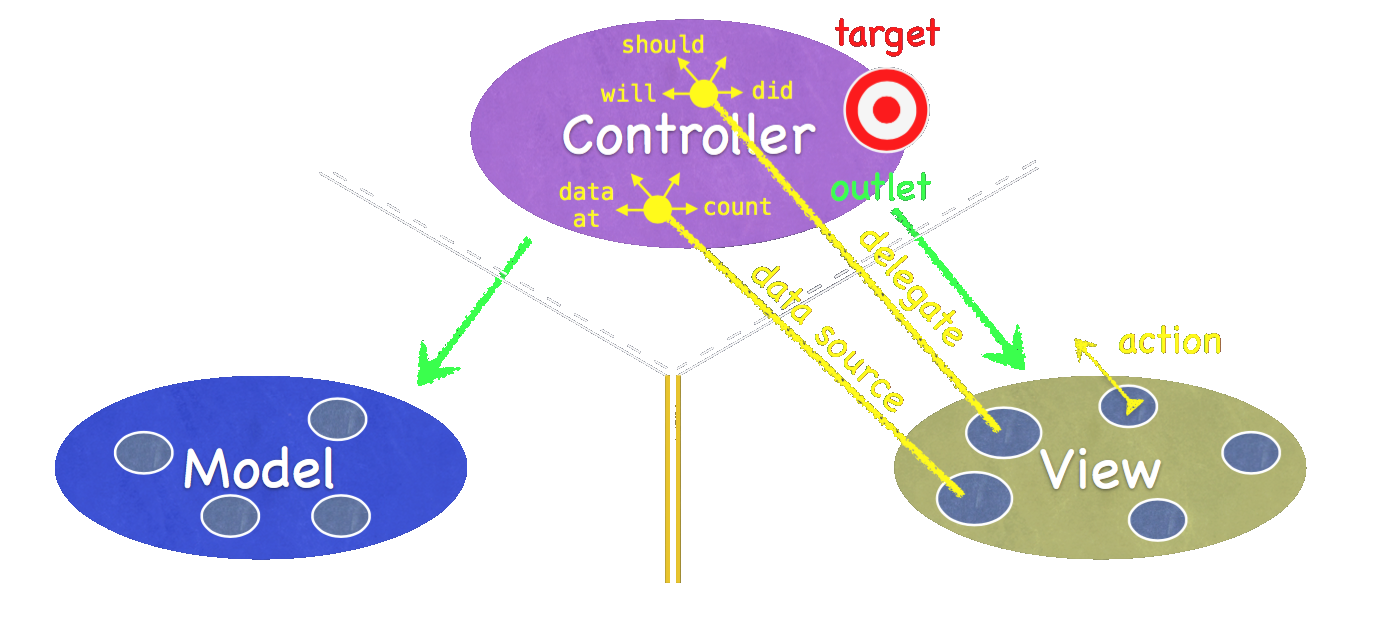 target
should
will
did
Controller
outlet
data
at
count
delegate
data source
action
Model
View